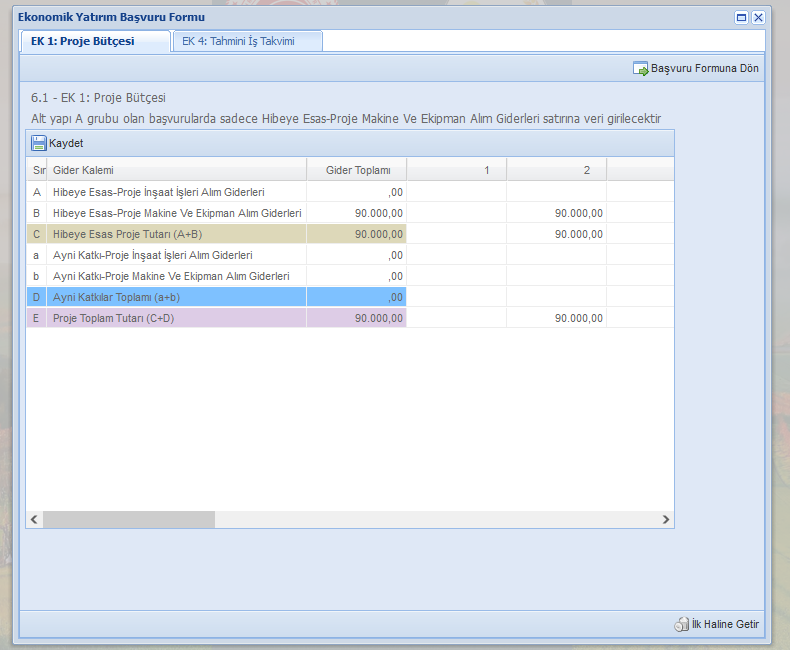 Ekonomik Yatırım Başvuru Formu
EK 1: Proje Bütçesi EK 4: Tahmini İş Takvimi
Başvuru Formuna Dön
6.1 - EK 1: Proje Bütçesi
Alt yapı A grubu olan başvurularda sadece Hibeye Esas-Proje Makine Ve Ekipman Alım Giderleri satırına veri girilecektir
Kaydet
Sır Gider Kalemi Gider Toplamı 1 2
A Hibeye Esas-Proje İnşaat İşleri Alım Giderleri ,00
B Hibeye Esas-Proje Makine Ve Ekipman Alım Giderleri 90.000,00 90.000,00
C Hibeye Esas Proje Tutarı (A+B) 90.000,00 90.000,00
a Ayni Katkı-Proje İnşaat İşleri Alım Giderleri ,00
b Ayni Katkı-Proje Makine Ve Ekipman Alım Giderleri ,00
D Ayni Katkılar Toplamı (a+b) ,00
E Proje Toplam Tutarı (C+D) 90.000,00 90.000,00
İlk Haline Getir